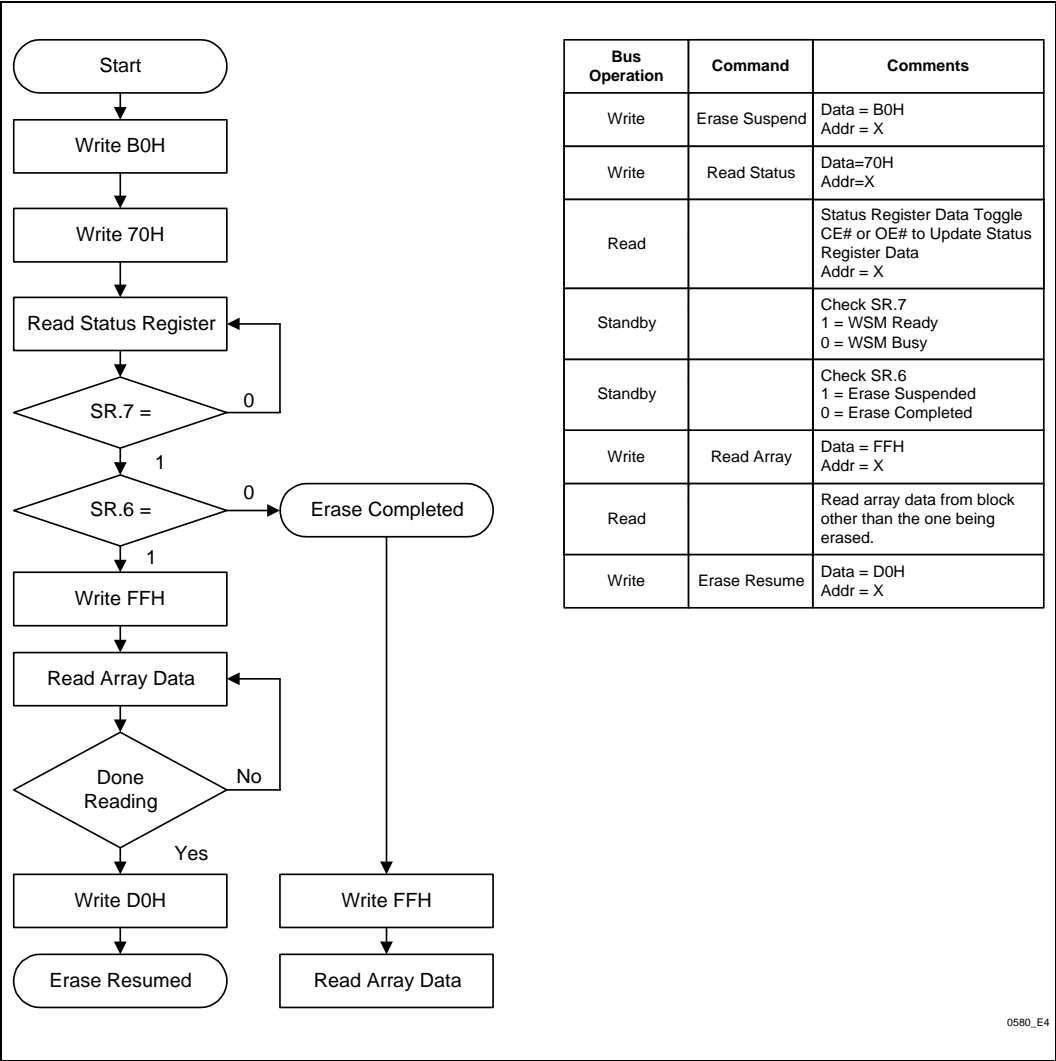 Start
Write B0H
Write 70H
Read Status Register
SR.7 =
0
1
SR.6 =
0
Erase Completed
1
Write FFH
Read Array Data
Done
Reading
No
Yes
Write D0H
Write FFH
Erase Resumed
Read Array Data
Bus
Operation
Command
Comments
Write
Erase Suspend
Data = B0H
Addr = X
Write
Read Status
Data=70H
Addr=X
Read
Status Register Data Toggle
CE# or OE# to Update Status
Register Data
Addr = X
Standby
Check SR.7
1 = WSM Ready
0 = WSM Busy
Standby
Check SR.6
1 = Erase Suspended
0 = Erase Completed
Write
Read Array
Data = FFH
Addr = X
Read
Read array data from block
other than the one being
erased.
Write
Erase Resume
Data = D0H
Addr = X
0580_E4